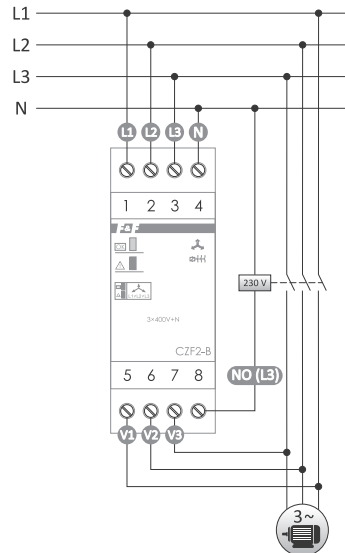 L1
L2
L3
N
L1 L2 L3 N
1 2 3 4
F&F
OK
230 V
3×400V+N
CZF2-B
5 6 7 8
NO (L3)
V1 V2 V3
3~